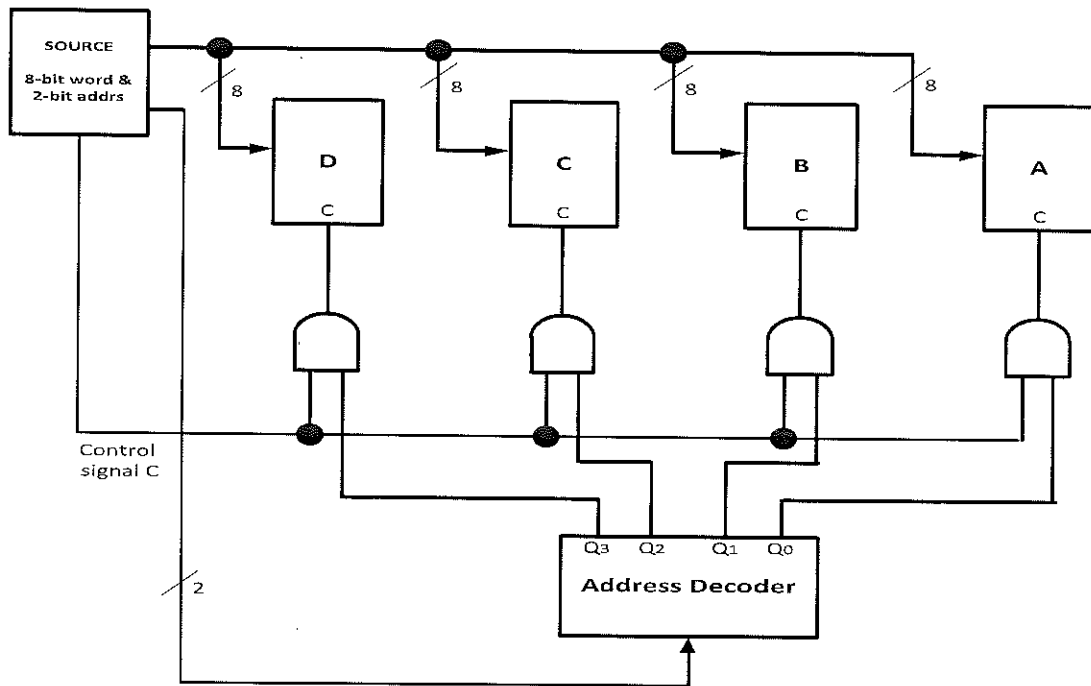 SOURCE
8-bit word &
2-bit addrs
8
8
8
8
D
C
B
A
C
C
C
C
Control
signal C
Q3
Q2
Q1
Q0
Address Decoder
2